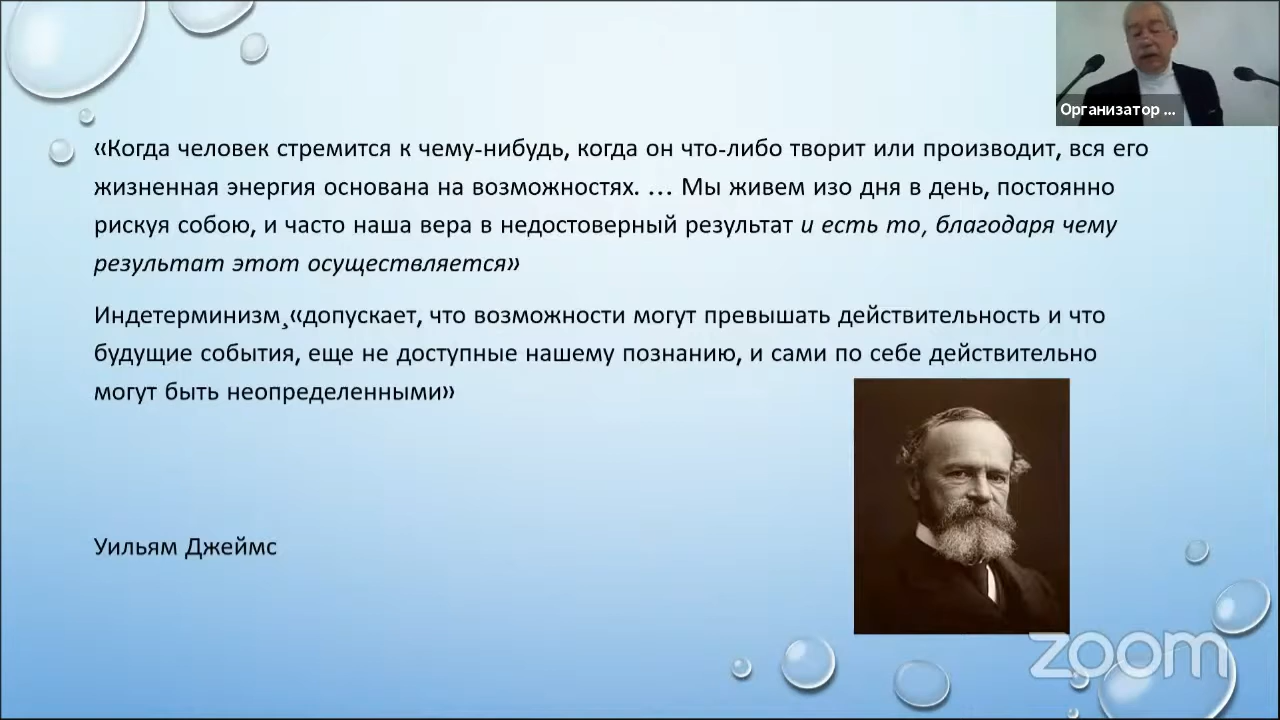 Организатор ...
«Когда человек стремится к чему-нибудь, когда он что-либо творит или производит, вся его
жизненная энергия основана на возможностях. … Мы живем изо дня в день, постоянно
рискуя собою, и часто наша вера в недостоверный результат и есть то, благодаря чему
результат этот осуществляется»
Индетерминизм¸«допускает, что возможности могут превышать действительность и что
будущие события, еще не доступные нашему познанию, и сами по себе действительно
могут быть неопределенными»
Уильям Джеймс
zoom